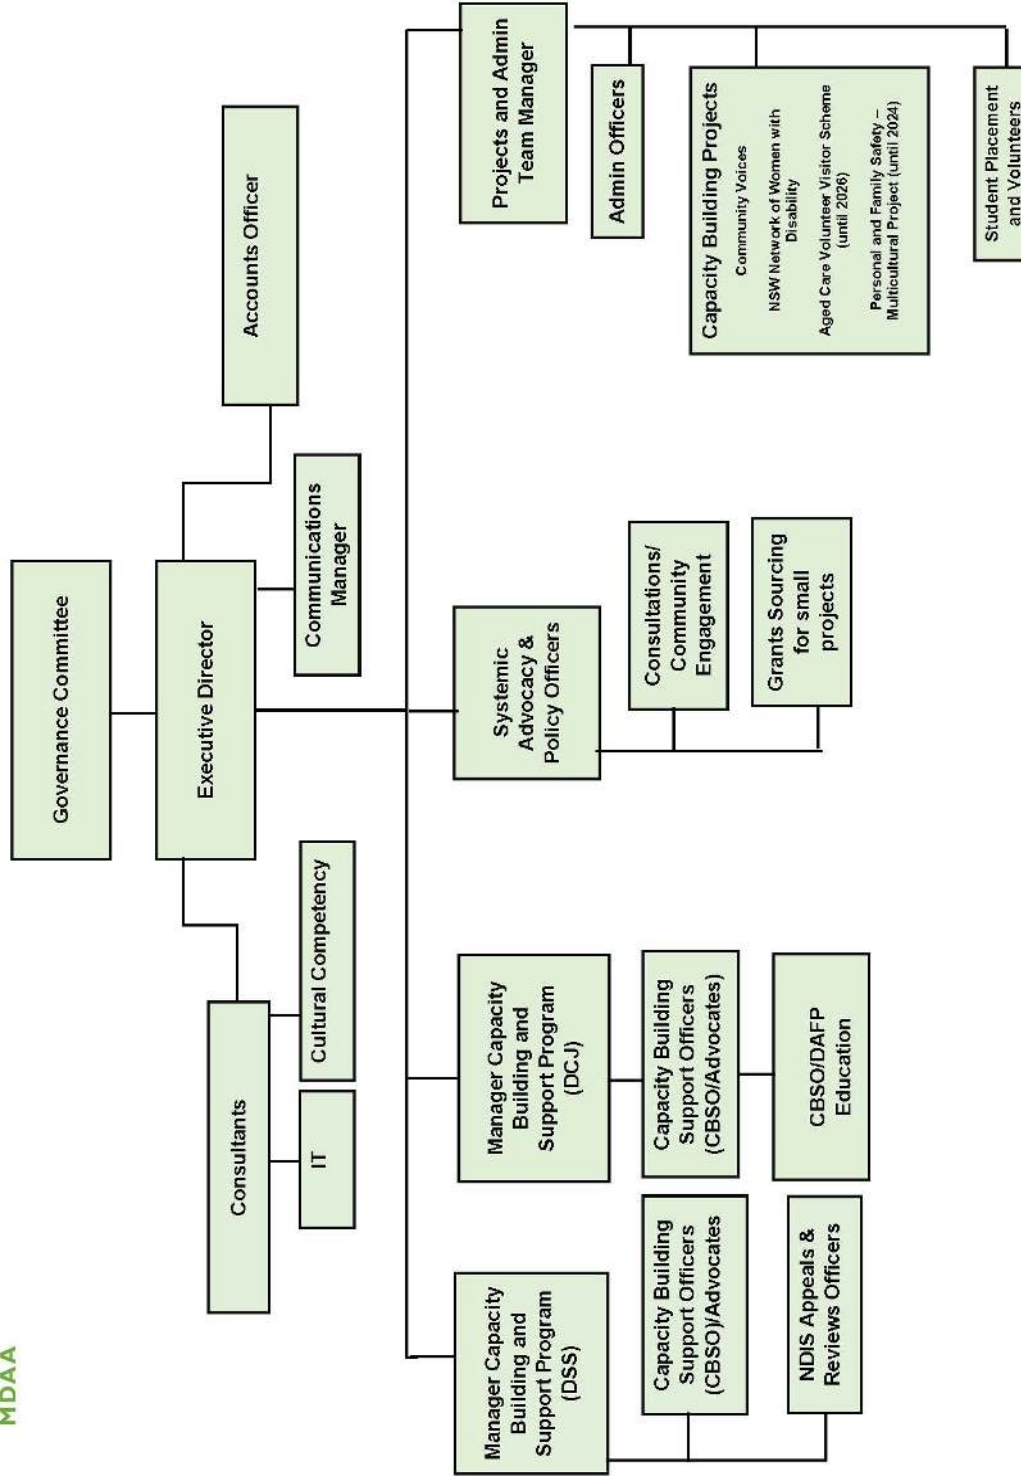 MDAA
Governance Committee
Executive Director
Consultants
IT
Cultural Competency
Communications
Manager
Accounts Officer
Manager Capacity
Building and
Support Program
(DSS)
Capacity Building
Support Officers
(CBSO)/Advocates
NDIS Appeals &
Reviews Officers
Manager Capacity
Building and
Support Program
(DCJ)
Capacity Building
Support Officers
(CBSO/Advocates)
CBSO/DAFP
Education
Systemic
Advocacy &
Policy Officers
Consultations/
Community
Engagement
Grants Sourcing
for small
projects
Projects and Admin
Team Manager
Admin Officers
Capacity Building Projects
Community Voices
NSW Network of Women with
Disability
Aged Care Volunteer Visitor Scheme
(until 2026)
Personal and Family Safety –
Multicultural Project (until 2024)
Student Placement
and Volunteers